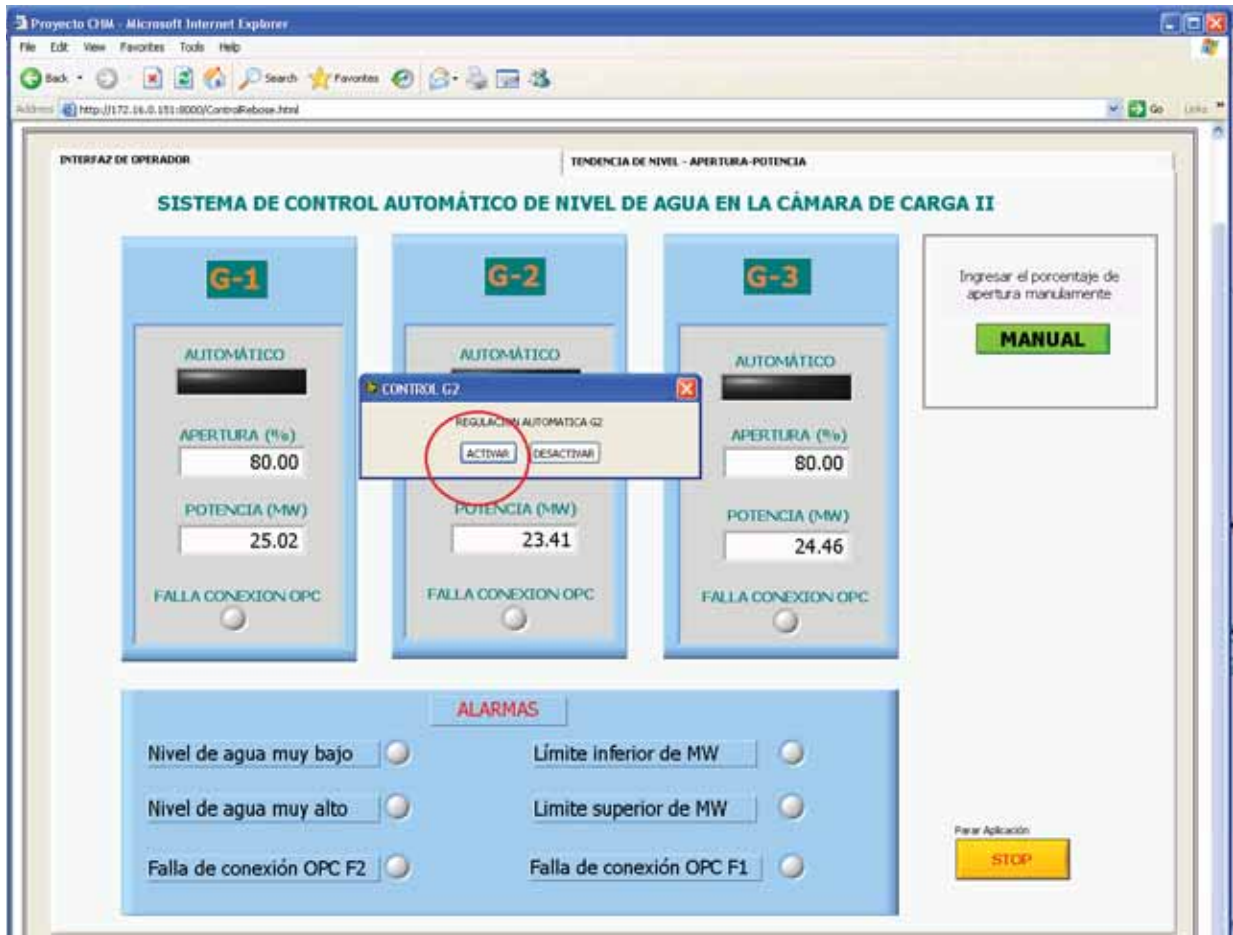 Proyecto CHM - Microsoft Internet Explorer
File Edit View Favorites Tools Help
Back Search Favorites
Address http://172.16.0.151:8000/ControlRebose.html Go Links
INTERFAZ DE OPERADOR
TENDENCIA DE NIVEL - APERTURA-POTENCIA
SISTEMA DE CONTROL AUTOMÁTICO DE NIVEL DE AGUA EN LA CÁMARA DE CARGA II
G-1
AUTOMÁTICO
APERTURA (%)
80.00
POTENCIA (MW)
25.02
FALLA CONEXION OPC
G-2
AUTOMÁTICO
CONTROL G2
REGULACION AUTOMATICA G2
ACTIVAR DESACTIVAR
POTENCIA (MW)
23.41
FALLA CONEXION OPC
G-3
AUTOMÁTICO
APERTURA (%)
80.00
POTENCIA (MW)
24.46
FALLA CONEXION OPC
Ingresar el porcentaje de
apertura manulamente
MANUAL
ALARMAS
Nivel de agua muy bajo
Límite inferior de MW
Nivel de agua muy alto
Limite superior de MW
Falla de conexión OPC F2
Falla de conexión OPC F1
Parar Aplicación
STOP